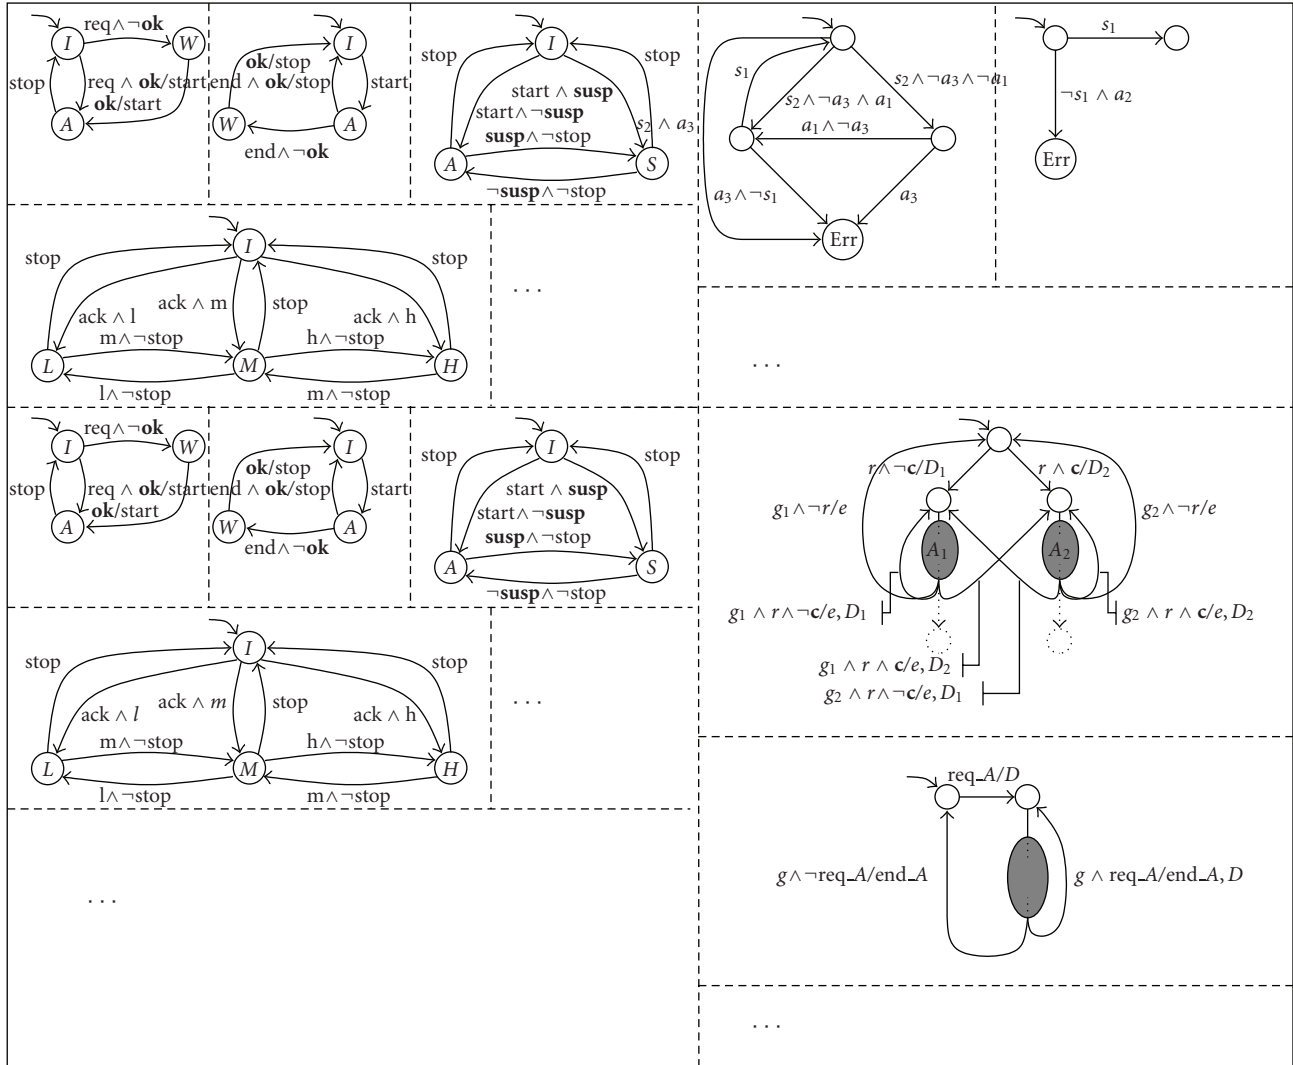 I
req∧¬ok
W
stop
req ∧ ok/start
ok/start
A
I
ok/stop
end ∧ ok/stop
start
W
A
end∧¬ok
I
stop
stop
start ∧ susp
start∧¬susp
susp∧¬stop
A
S
¬susp∧¬stop
s2 ∧ a3
s1
s2 ∧¬a3 ∧¬a1
s2 ∧¬a3 ∧ a1
a1 ∧¬a3
a3 ∧¬s1
a3
Err
s1
¬s1 ∧ a2
Err
I
stop
stop
ack ∧ m
stop
ack ∧ l
ack ∧ h
m∧¬stop
h∧¬stop
L
M
H
l∧¬stop
m∧¬stop
. . .
. . .
I
req∧¬ok
W
stop
req ∧ ok/start
ok/start
A
I
ok/stop
end ∧ ok/stop
start
W
A
end∧¬ok
I
stop
stop
start ∧ susp
start∧¬susp
susp∧¬stop
A
S
¬susp∧¬stop
r∧¬c/D1
r ∧ c/D2
g1 ∧¬r/e
g2 ∧¬r/e
A1
A2
g1 ∧ r∧¬c/e, D1
g2 ∧ r ∧ c/e, D2
g1 ∧ r ∧ c/e, D2
g2 ∧ r∧¬c/e, D1
I
stop
stop
ack ∧ m
stop
ack ∧ l
ack ∧ h
m∧¬stop
h∧¬stop
L
M
H
l∧¬stop
m∧¬stop
. . .
req_A/D
g∧¬req_A/end_A
g ∧ req_A/end_A, D
. . .
. . .